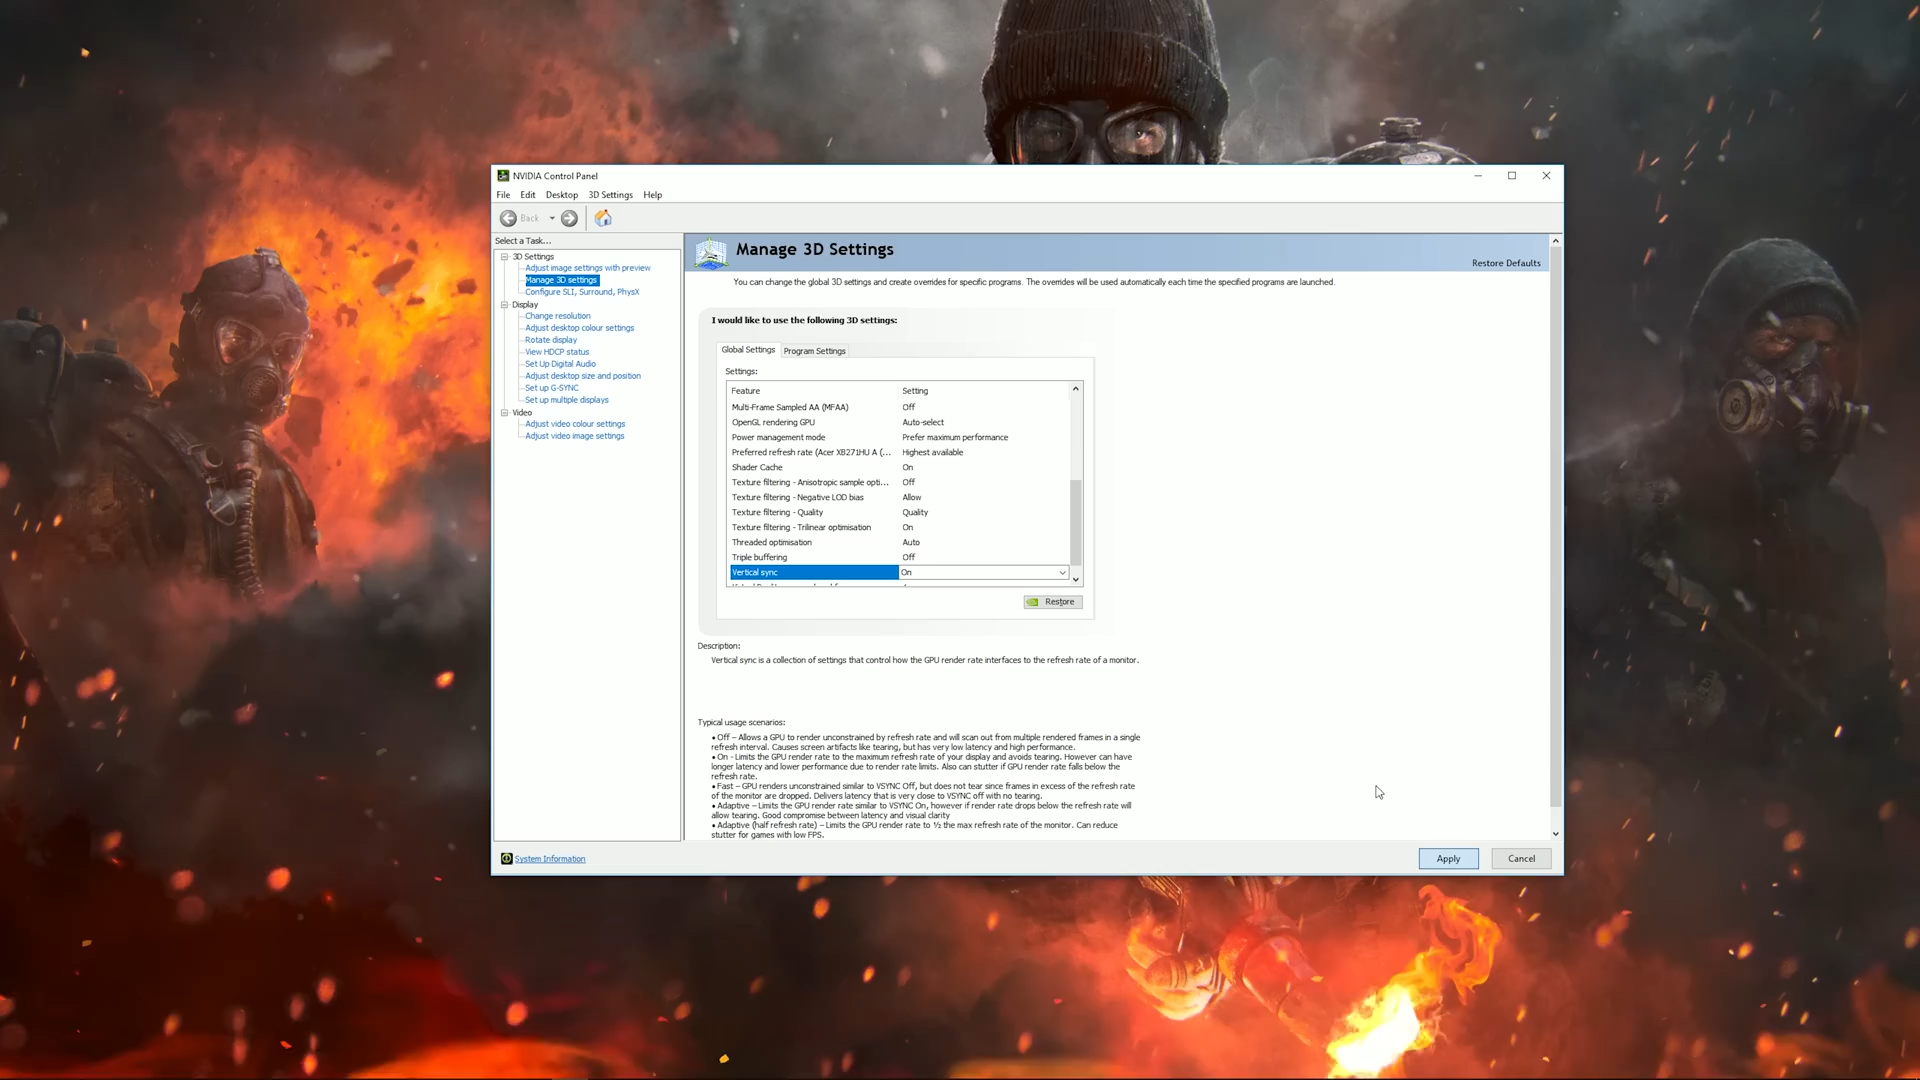 NVIDIA Control Panel
File Edit Desktop 3D Settings Help
Back
Select a Task...
3D Settings
Adjust image settings with preview
Manage 3D settings
Configure SLI, Surround, PhysX
Display
Change resolution
Adjust desktop colour settings
Rotate display
View HDCP status
Set Up Digital Audio
Adjust desktop size and position
Set up G-SYNC
Set up multiple displays
Video
Adjust video colour settings
Adjust video image settings
System Information
Manage 3D Settings
Restore Defaults
You can change the global 3D settings and create overrides for specific programs. The overrides will be used automatically each time the specified programs are launched.
I would like to use the following 3D settings:
Global Settings Program Settings
Settings:
Feature Setting
Multi-Frame Sampled AA (MFAA) Off
OpenGL rendering GPU Auto-select
Power management mode Prefer maximum performance
Preferred refresh rate (Acer XB271HU A (... Highest available
Shader Cache On
Texture filtering - Anisotropic sample opti... Off
Texture filtering - Negative LOD bias Allow
Texture filtering - Quality Quality
Texture filtering - Trilinear optimisation On
Threaded optimisation Auto
Triple buffering Off
Vertical sync On
Restore
Description:
Vertical sync is a collection of settings that control how the GPU render rate interfaces to the refresh rate of a monitor.
Typical usage scenarios:
• Off – Allows a GPU to render unconstrained by refresh rate and will scan out from multiple rendered frames in a single
refresh interval. Causes screen artifacts like tearing, but has very low latency and high performance.
• On - Limits the GPU render rate to the maximum refresh rate of your display and avoids tearing. However can have
longer latency and lower performance due to render rate limits. Also can stutter if GPU render rate falls below the
refresh rate.
• Fast – GPU renders unconstrained similar to VSYNC Off, but does not tear since frames in excess of the refresh rate
of the monitor are dropped. Delivers latency that is very close to VSYNC off with no tearing.
• Adaptive – Limits the GPU render rate similar to VSYNC On, however if render rate drops below the refresh rate will
allow tearing. Good compromise between latency and visual clarity
• Adaptive (half refresh rate) – Limits the GPU render rate to ½ the max refresh rate of the monitor. Can reduce
stutter for games with low FPS.
Apply Cancel